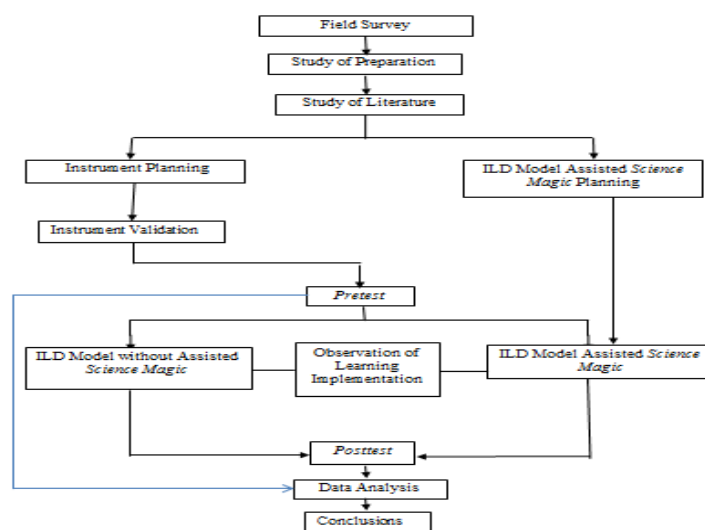 Field Survey
Study of Preparation
Study of Literature
Instrument Planning
ILD Model Assisted Science
Magic Planning
Instrument Validation
Pretest
ILD Model without Assisted
Science Magic
Observation of
Learning
Implementation
ILD Model Assisted Science
Magic
Posttest
Data Analysis
Conclusions